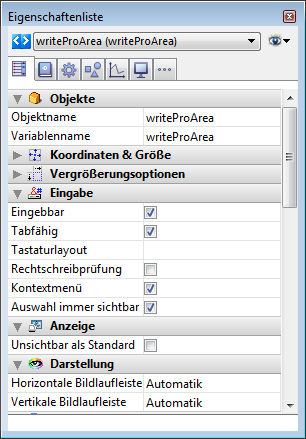 Eigenschaftenliste
writeProArea (writeProArea)
Objekte
Objektname writeProArea
Variablenname writeProArea
Koordinaten & Größe
Vergrößerungsoptionen
Eingabe
Eingebbar
Tabfähig
Tastaturlayout
Rechtschreibprüfung
Kontextmenü
Auswahl immer sichtbar
Anzeige
Unsichtbar als Standard
Darstellung
Horizontale Bildlaufleiste Automatik
Vertikale Bildlaufleiste Automatik